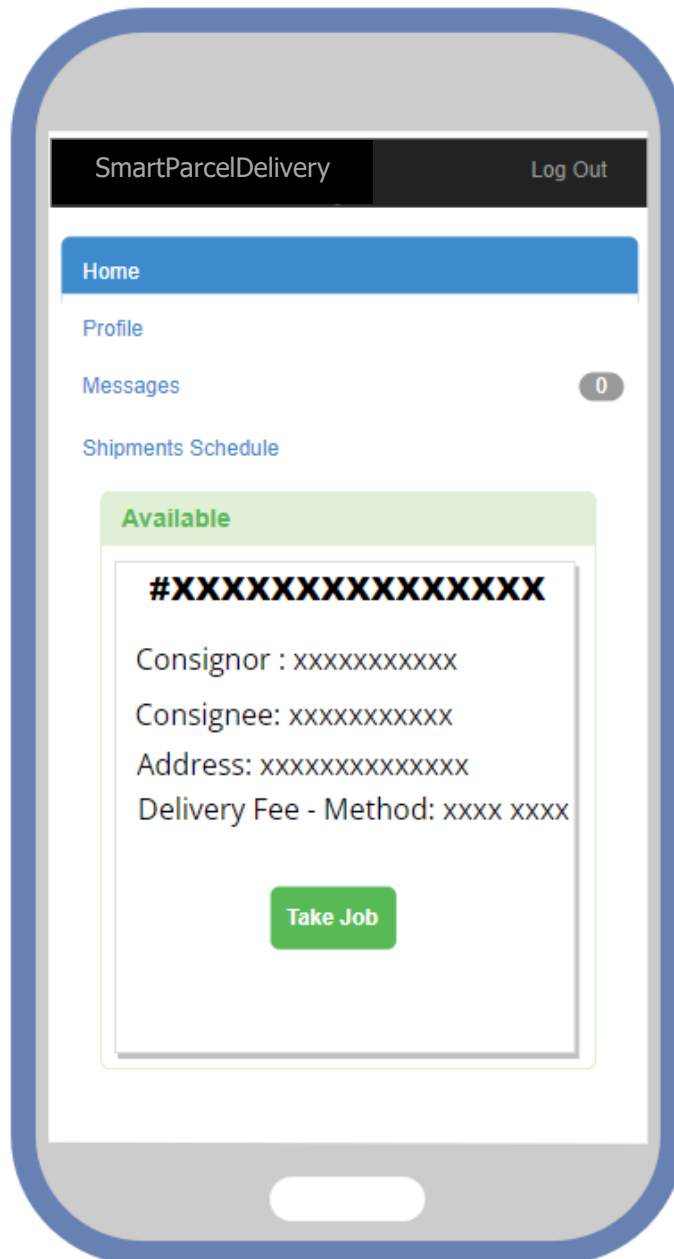 SmartParcelDelivery Log Out
Home
Profile
Messages 0
Shipments Schedule
Available
#XXXXXXXXXXXXXXX
Consignor : xxxxxxxxxxx
Consignee: xxxxxxxxxxx
Address: xxxxxxxxxxxxxx
Delivery Fee - Method: xxxx xxxx
Take Job